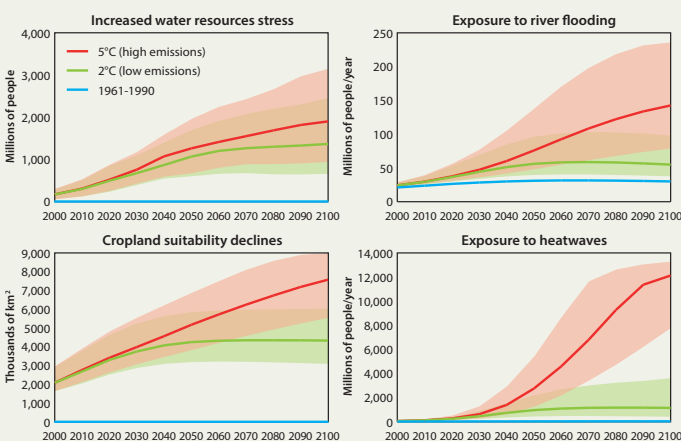 Increased water resources stress
Millions of people
4,000
3,000
2,000
1,000
0
5°C (high emissions)
2°C (low emissions)
1961-1990
2000 2010 2020 2030 2040 2050 2060 2070 2080 2090 2100
Exposure to river flooding
Millions of people/year
250
200
150
100
50
0
2000 2010 2020 2030 2040 2050 2060 2070 2080 2090 2100
Cropland suitability declines
Thousands of km²
9,000
8,000
7,000
6,000
5000
4,000
3,000
2,000
1,000
0
2000 2010 2020 2030 2040 2050 2060 2070 2080 2090 2100
Exposure to heatwaves
Millions of people/year
14,000
12,000
10,000
8,000
6,000
4,000
2,000
0
2000 2010 2020 2030 2040 2050 2060 2070 2080 2090 2100